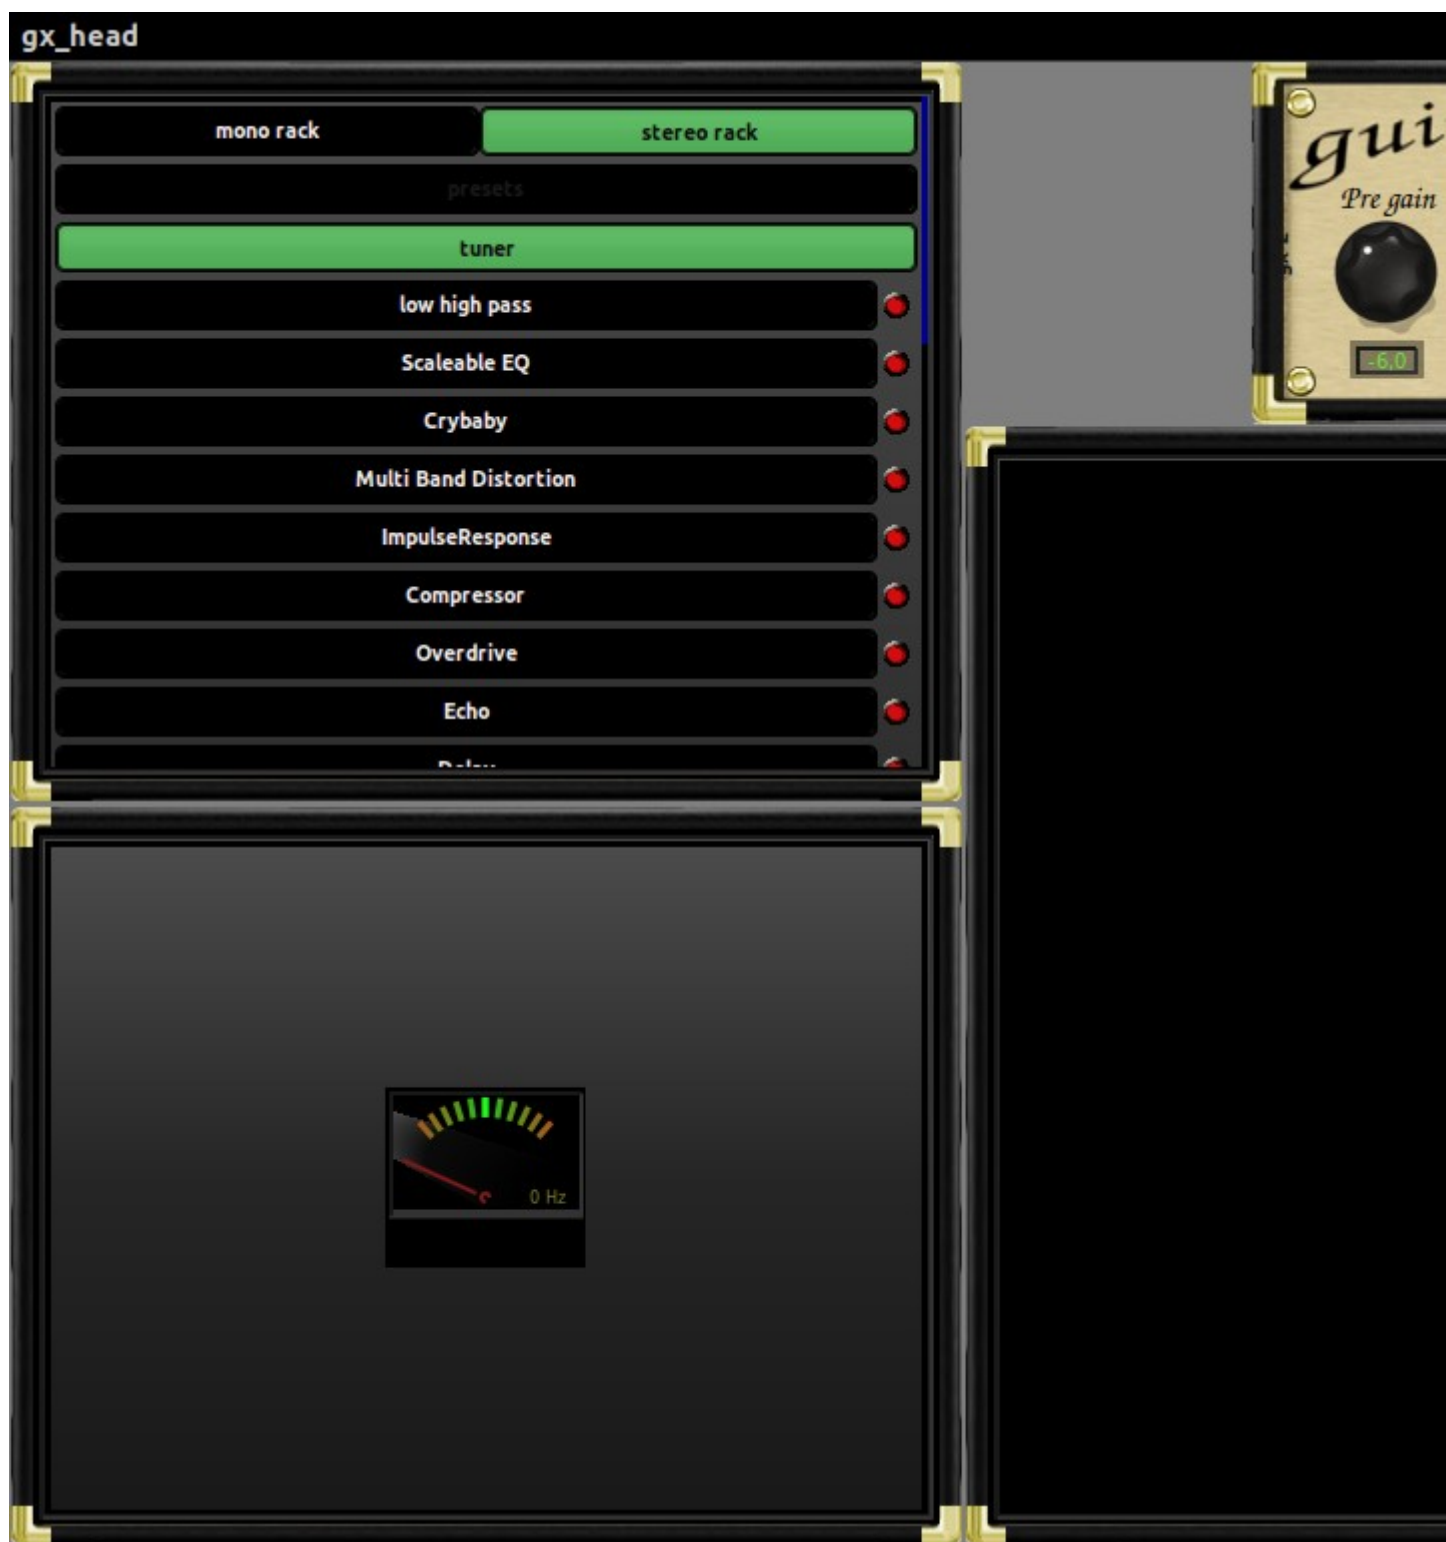 gx_head
mono rack
stereo rack
presets
tuner
low high pass
Scaleable EQ
Crybaby
Multi Band Distortion
ImpulseResponse
Compressor
Overdrive
Echo
Delay
0 Hz
gui
Pre gain
-6,0